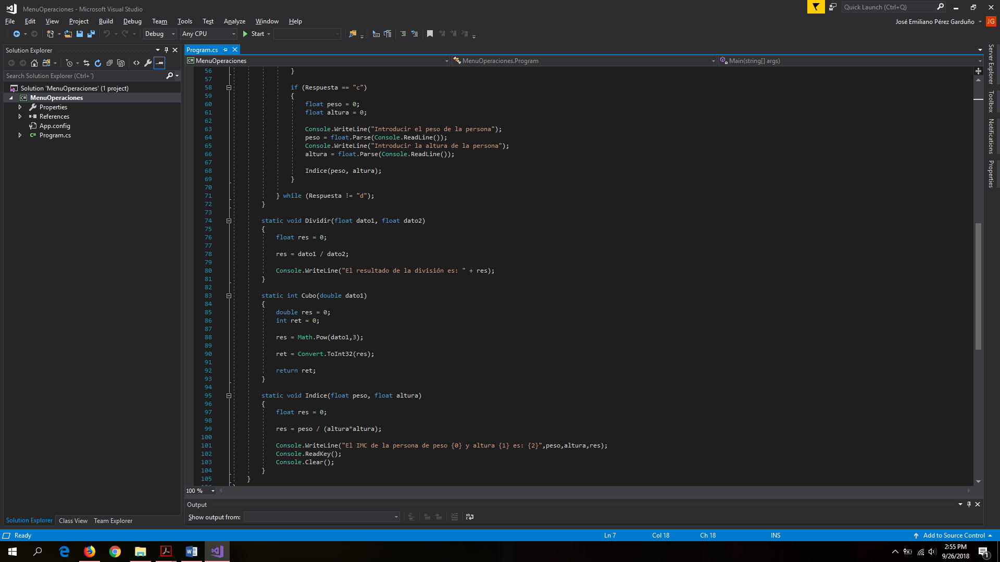 MenuOperaciones - Microsoft Visual Studio
Quick Launch (Ctrl+Q)
File Edit View Project Build Debug Team Tools Test Analyze Window Help
José Emiliano Pérez Garduño JG
Debug Any CPU Start
Solution Explorer
Search Solution Explorer (Ctrl+´)
Solution 'MenuOperaciones' (1 project)
C# MenuOperaciones
Properties
References
App.config
C# Program.cs
Solution Explorer Class View Team Explorer
Program.cs
C# MenuOperaciones MenuOperaciones.Program Main(string[] args)
56 }
57
58 if (Respuesta == "c")
59 {
60 float peso = 0;
61 float altura = 0;
62
63 Console.WriteLine("Introducir el peso de la persona");
64 peso = float.Parse(Console.ReadLine());
65 Console.WriteLine("Introducir la altura de la persona");
66 altura = float.Parse(Console.ReadLine());
67
68 Indice(peso, altura);
69 }
70
71 } while (Respuesta != "d");
72 }
73
74 static void Dividir(float dato1, float dato2)
75 {
76 float res = 0;
77
78 res = dato1 / dato2;
79
80 Console.WriteLine("El resultado de la división es: " + res);
81 }
82
83 static int Cubo(double dato1)
84 {
85 double res = 0;
86 int ret = 0;
87
88 res = Math.Pow(dato1,3);
89
90 ret = Convert.ToInt32(res);
91
92 return ret;
93 }
94
95 static void Indice(float peso, float altura)
96 {
97 float res = 0;
98
99 res = peso / (altura*altura);
100
101 Console.WriteLine("El IMC de la persona de peso {0} y altura {1} es: {2}",peso,altura,res);
102 Console.ReadKey();
103 Console.Clear();
104 }
105 }
100 %
Output
Show output from:
Server Explorer
Toolbox
Notifications
Properties
Ready Ln 7 Col 18 Ch 18 INS Add to Source Control
2:55 PM
9/26/2018
1